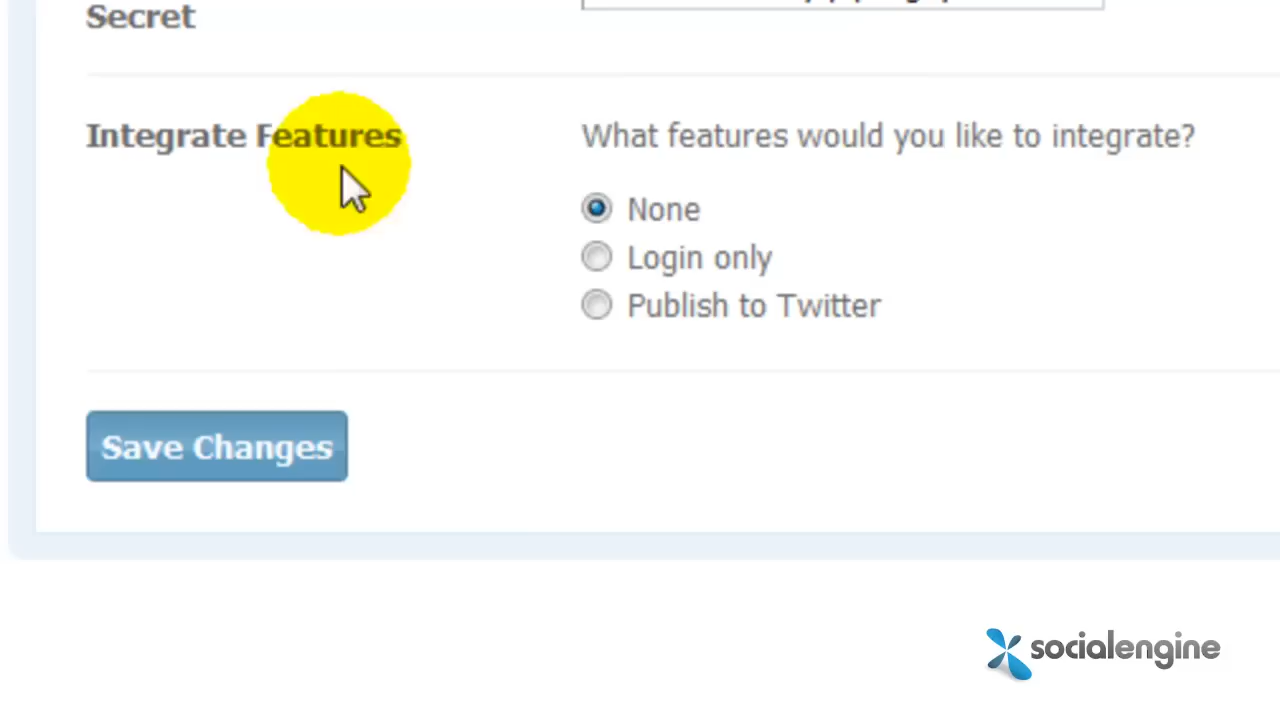 Secret
Integrate Features
What features would you like to integrate?
None
Login only
Publish to Twitter
Save Changes
socialengine